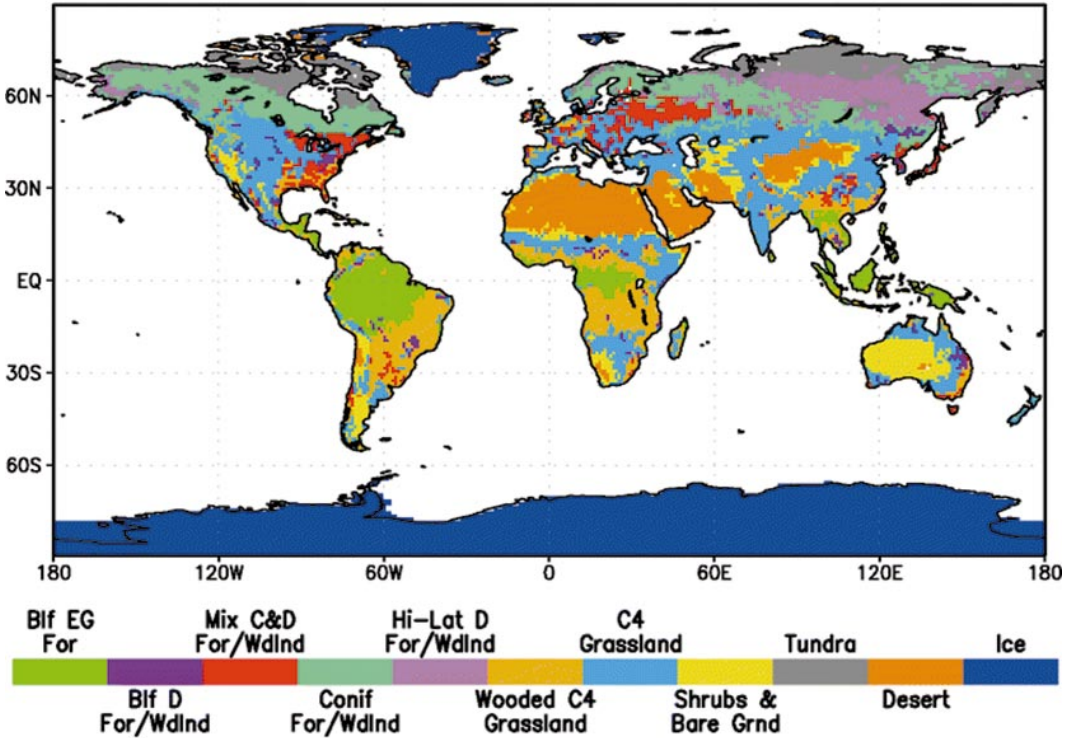 60N
30N
EQ
30S
60S
180 120W 60W 0 60E 120E 180
Blf EG
For
Mix C&D
For/Wdlnd
Hi-Lat D
For/Wdlnd
C4
Grassland
Tundra
Ice
Blf D
For/Wdlnd
Conif
For/Wdlnd
Wooded C4
Grassland
Shrubs &
Bare Grnd
Desert